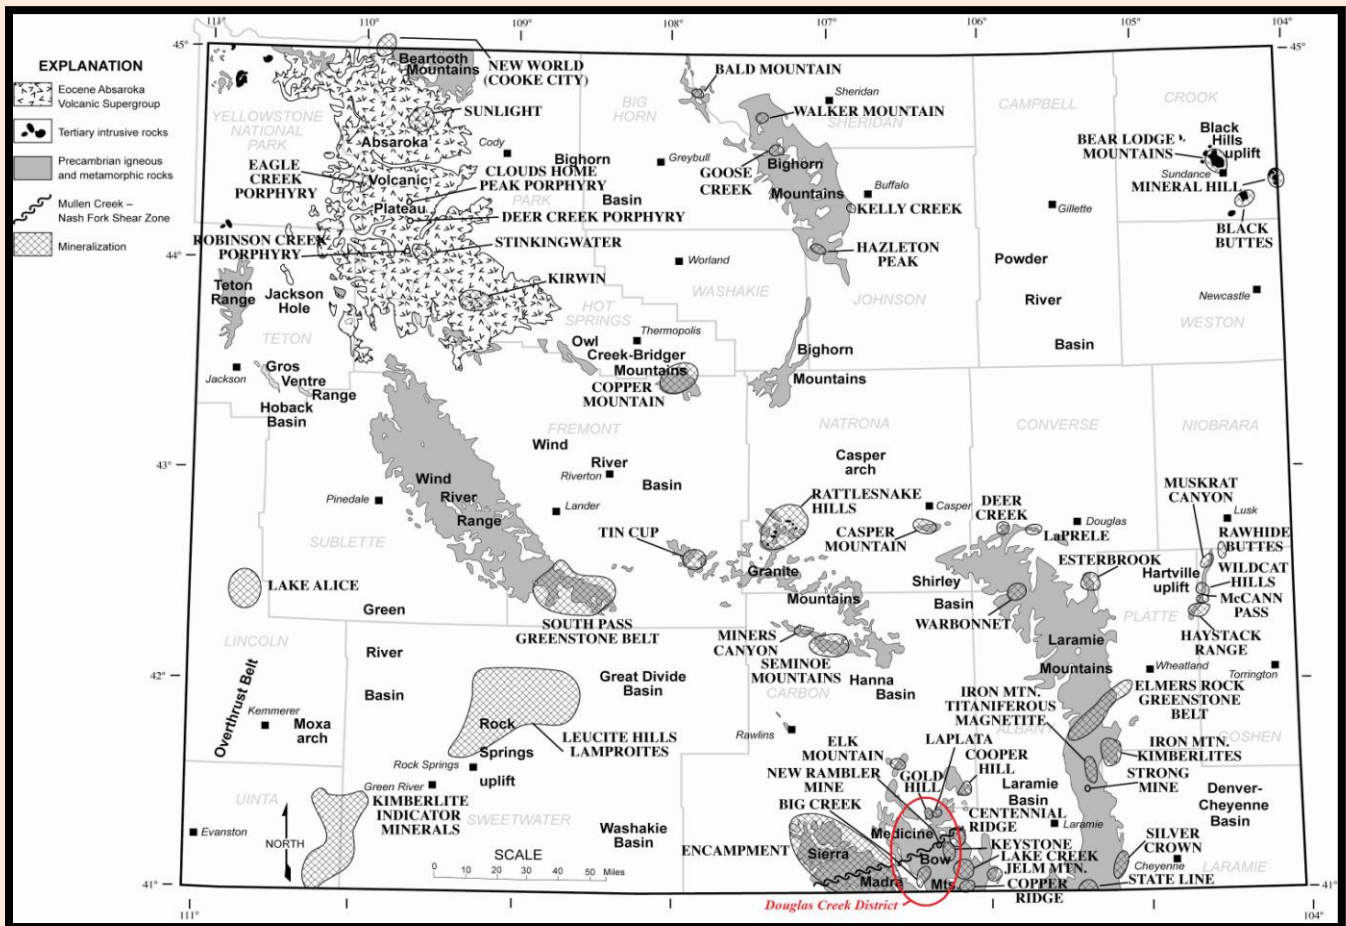 111°
110°
109°
108°
107°
106°
105°
104°
45°
45°
EXPLANATION
Eocene Absaroka
Volcanic Supergroup
Tertiary intrusive rocks
Precambrian igneous
and metamorphic rocks
Mullen Creek –
Nash Fork Shear Zone
Mineralization
Beartooth
Mountains
NEW WORLD
(COOKE CITY)
SUNLIGHT
YELLOWSTONE
NATIONAL
PARK
Absaroka
Volcanic
Plateau
EAGLE
CREEK
PORPHYRY
Cody
CLOUDS HOME
PEAK PORPHYRY
PARK
DEER CREEK PORPHYRY
ROBINSON CREEK
PORPHYRY
STINKINGWATER
KIRWIN
BIG
HORN
Bighorn
Basin
Greybull
BALD MOUNTAIN
Sheridan
WALKER MOUNTAIN
SHERIDAN
GOOSE
CREEK
Bighorn
Mountains
Buffalo
KELLY CREEK
HAZLETON
PEAK
CAMPBELL
CROOK
BEAR LODGE
MOUNTAINS
Black
Hills
uplift
Sundance
MINERAL HILL
BLACK
BUTTES
Gillette
44°
Teton
Range
Jackson
Hole
TETON
Worland
WASHAKIE
HOT
SPRINGS
Thermopolis
JOHNSON
Powder
River
Basin
Newcastle
WESTON
Owl
Creek-Bridger
Mountains
COPPER
MOUNTAIN
Bighorn
Mountains
Jackson
Gros
Ventre
Range
Hoback
Basin
FREMONT
Wind
River
Basin
Riverton
Lander
NATRONA
CONVERSE
NIOBRARA
43°
Casper
arch
Wind
River
Range
Pinedale
SUBLETTE
RATTLESNAKE
HILLS
Casper
CASPER
MOUNTAIN
DEER
CREEK
Douglas
LaPRELE
MUSKRAT
CANYON
Lusk
RAWHIDE
BUTTES
TIN CUP
ESTERBROOK
Hartville
uplift
WILDCAT
HILLS
McCANN
PASS
HAYSTACK
RANGE
LAKE ALICE
Granite
Mountains
Shirley
Basin
WARBONNET
PLATTE
Green
River
Basin
SOUTH PASS
GREENSTONE BELT
MINERS
CANYON
SEMINOE
MOUNTAINS
Laramie
Mountains
Wheatland
Torrington
LINCOLN
42°
Overthrust Belt
Great Divide
Basin
CARBON
Hanna
Basin
IRON MTN.
TITANIFEROUS
MAGNETITE
ALBANY
ELMERS ROCK
GREENSTONE
BELT
Kemmerer
Moxa
arch
Rock
Springs
uplift
LEUCITE HILLS
LAMPROITES
Rawlins
ELK
MOUNTAIN
LAPLATA
COOPER
HILL
GOLD
HILL
IRON MTN.
KIMBERLITES
GOSHEN
Rock Springs
Green River
NEW RAMBLER
MINE
BIG CREEK
Laramie
Basin
STRONG
MINE
Denver-
Cheyenne
Basin
UINTA
Evanston
NORTH
KIMBERLITE
INDICATOR
MINERALS
SWEETWATER
Washakie
Basin
ENCAMPMENT
Sierra
Madre
Medicine
Bow
Mts.
CENTENNIAL
RIDGE
Laramie
KEYSTONE
LAKE CREEK
JELM MTN.
COPPER
RIDGE
SILVER
CROWN
Cheyenne
LARAMIE
STATE LINE
SCALE
0 10 20 30 40 50 Miles
Douglas Creek District
41°
41°
111°
104°